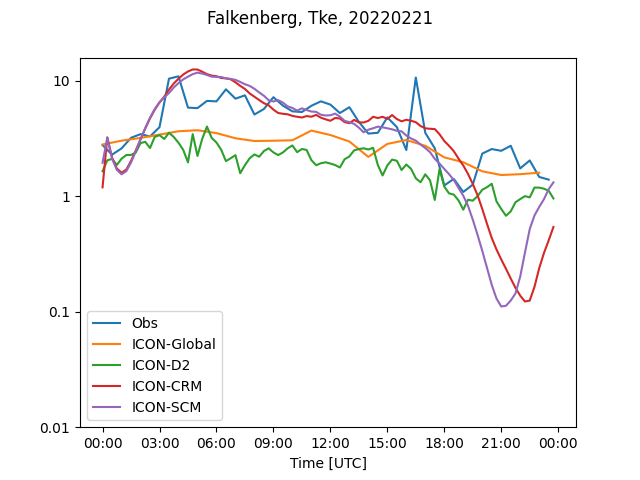 Falkenberg, Tke, 20220221
10
1
0.1
0.01
Obs
ICON-Global
ICON-D2
ICON-CRM
ICON-SCM
00:00 03:00 06:00 09:00 12:00 15:00 18:00 21:00 00:00
Time [UTC]